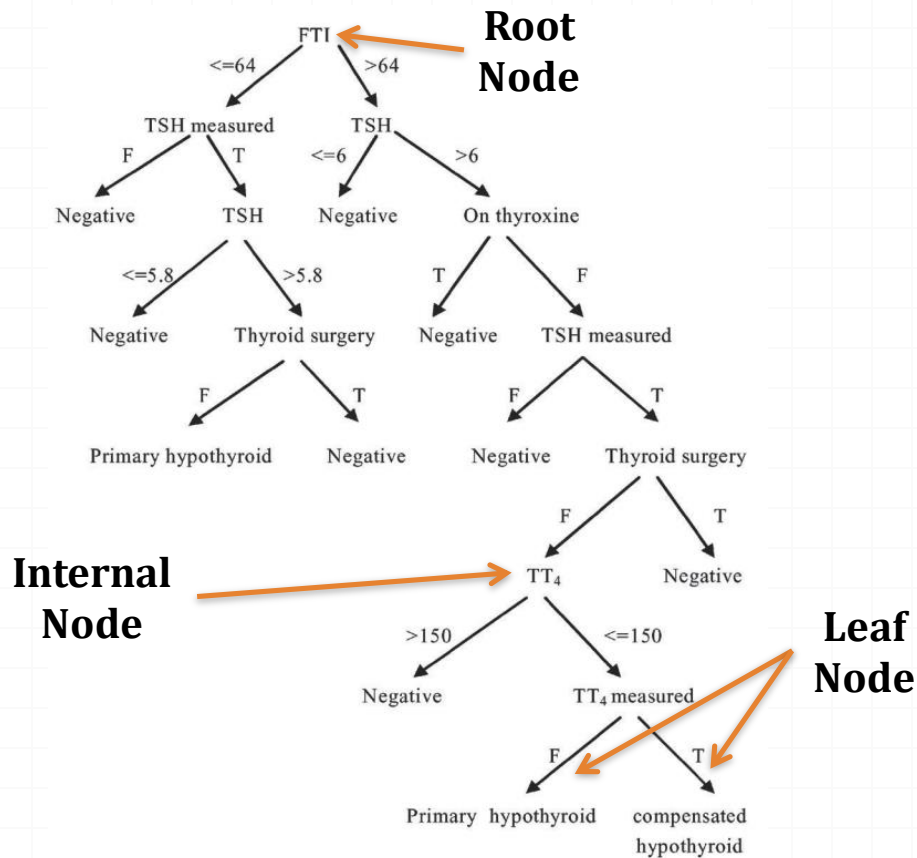 FTI
Root
Node
<=64
>64
TSH measured
TSH
F
T
<=6
>6
Negative
TSH
Negative
On thyroxine
<=5.8
>5.8
T
F
Negative
Thyroid surgery
Negative
TSH measured
F
T
F
T
Primary hypothyroid
Negative
Negative
Thyroid surgery
F
T
Internal
Node
TT₄
Negative
>150
<=150
Leaf
Node
Negative
TT₄ measured
F
T
Primary hypothyroid
compensated
hypothyroid